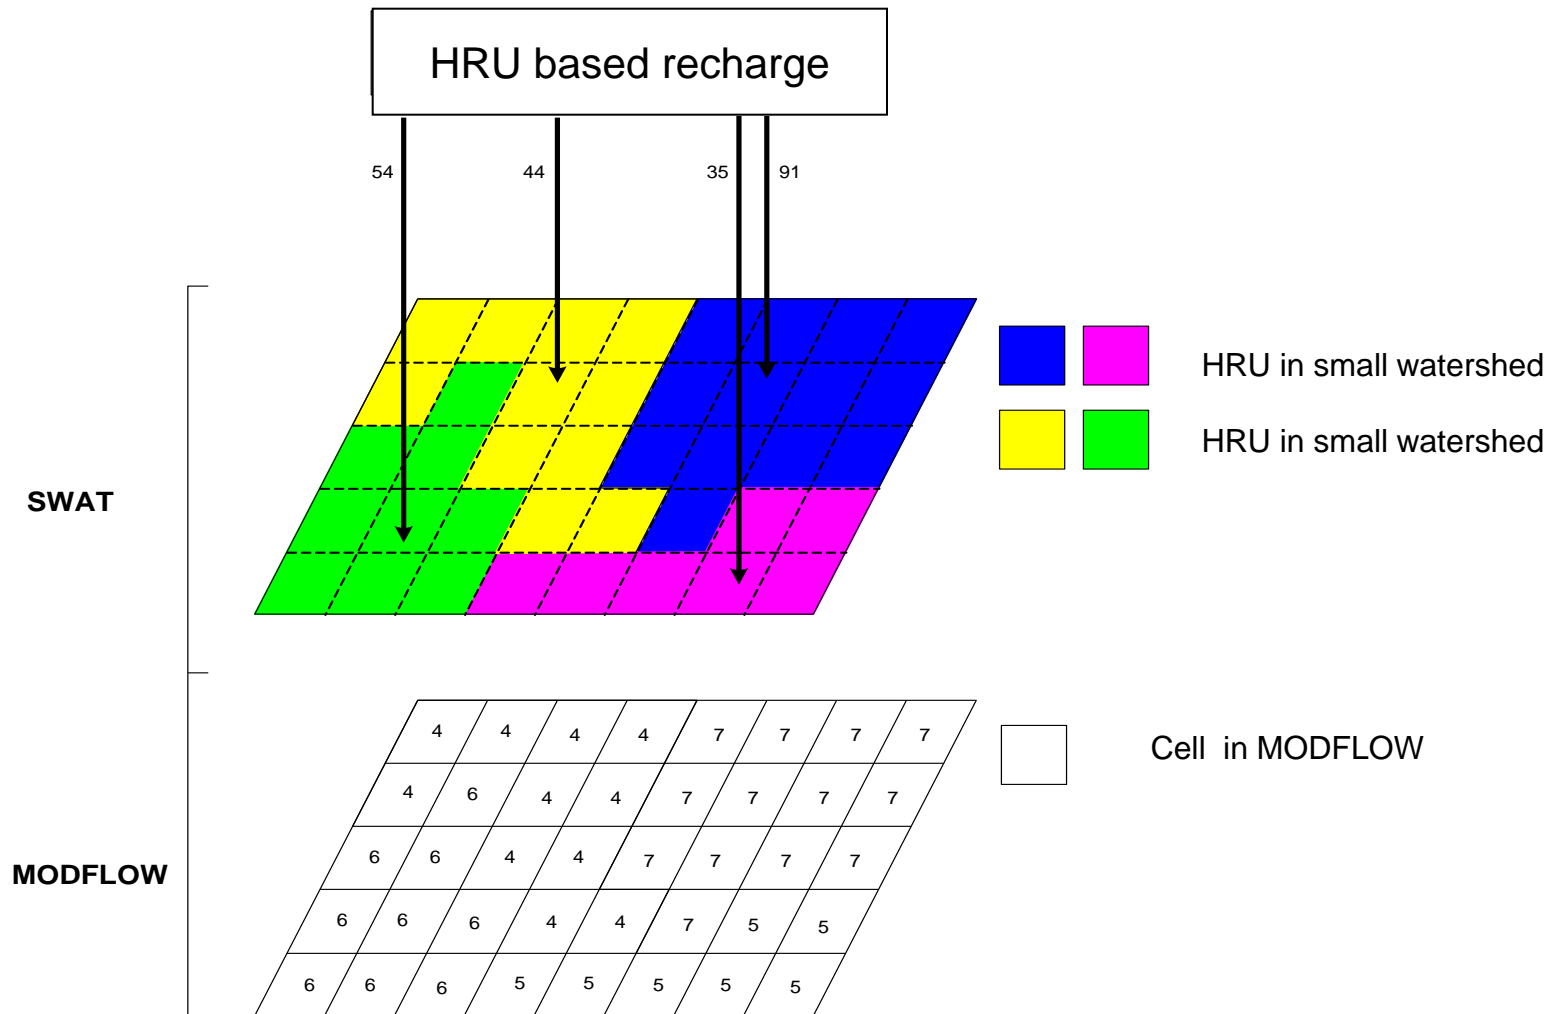 HRU based recharge
54 44 35 91
HRU in small watershed
HRU in small watershed
SWAT
4 4 4 4 7 7 7 7
Cell in MODFLOW
4 6 4 4 7 7 7 7
6 6 4 4 7 7 7 7
MODFLOW
6 6 6 4 4 7 5 5
6 6 6 5 5 5 5 5